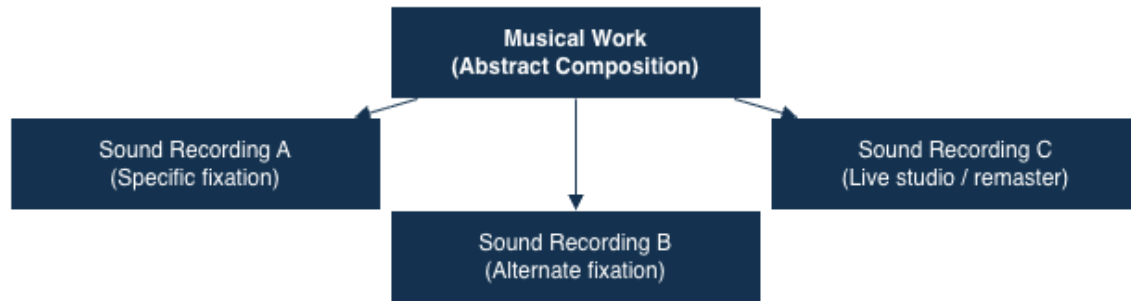 Musical Work
(Abstract Composition)
Sound Recording A
(Specific fixation)
Sound Recording C
(Live studio / remaster)
Sound Recording B
(Alternate fixation)